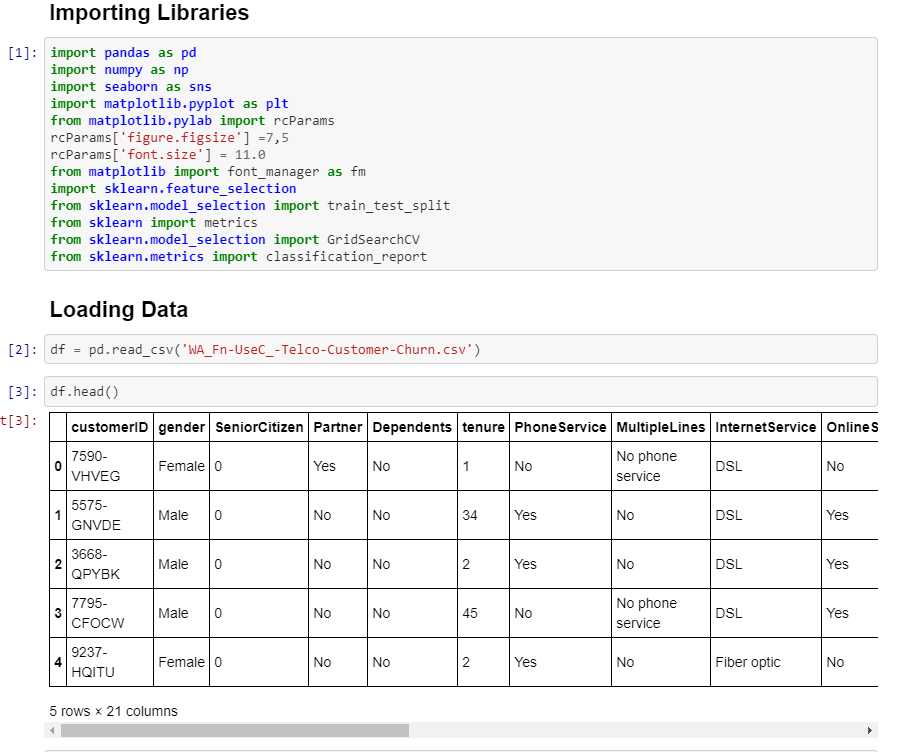 Importing Libraries
[1]:
import pandas as pd
import numpy as np
import seaborn as sns
import matplotlib.pyplot as plt
from matplotlib.pylab import rcParams
rcParams['figure.figsize'] =7,5
rcParams['font.size'] = 11.0
from matplotlib import font_manager as fm
import sklearn.feature_selection
from sklearn.model_selection import train_test_split
from sklearn import metrics
from sklearn.model_selection import GridSearchCV
from sklearn.metrics import classification_report
Loading Data
[2]: df = pd.read_csv('WA_Fn-UseC_-Telco-Customer-Churn.csv')
[3]: df.head()
t[3]:
customerID gender SeniorCitizen Partner Dependents tenure PhoneService MultipleLines InternetService OnlineS
0 7590-VHVEG Female 0 Yes No 1 No No phone service DSL No
1 5575-GNVDE Male 0 No No 34 Yes No DSL Yes
2 3668-QPYBK Male 0 No No 2 Yes No DSL Yes
3 7795-CFOCW Male 0 No No 45 No No phone service DSL Yes
4 9237-HQITU Female 0 No No 2 Yes No Fiber optic No
5 rows × 21 columns